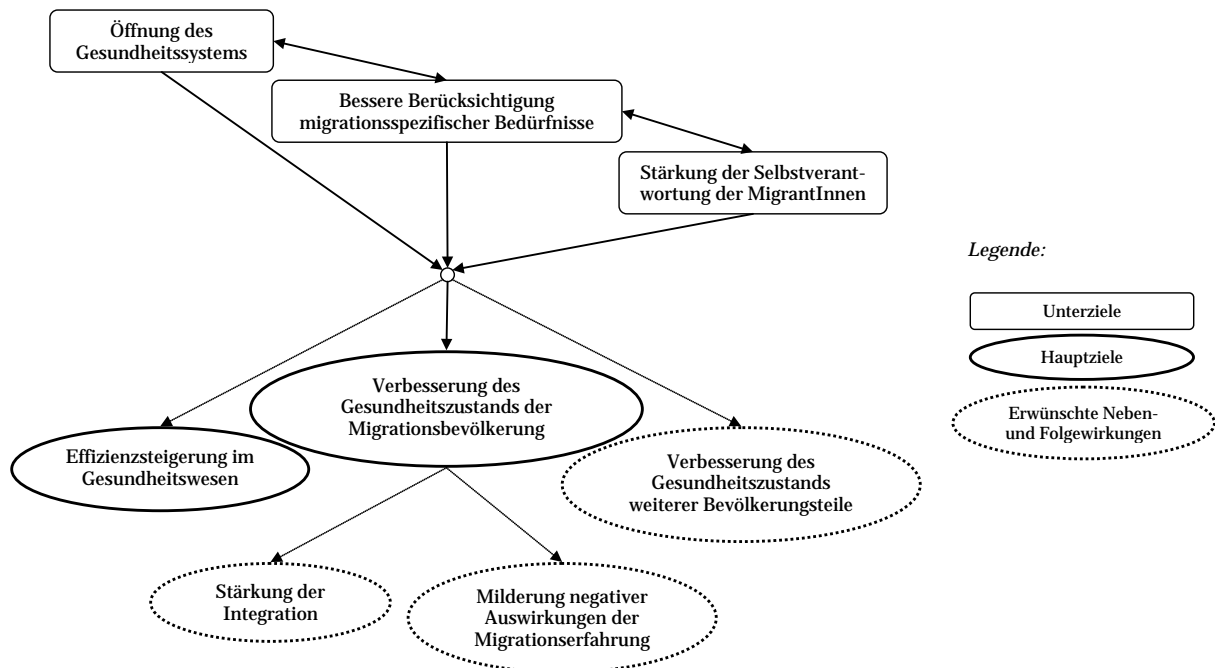 Öffnung des
Gesundheitssystems
Bessere Berücksichtigung
migrationsspezifischer Bedürfnisse
Stärkung der Selbstverant-
wortung der MigrantInnen
Legende:
Unterziele
Hauptziele
Erwünschte Neben-
und Folgewirkungen
Verbesserung des
Gesundheitszustands der
Migrationsbevölkerung
Effizienzsteigerung im
Gesundheitswesen
Verbesserung des
Gesundheitszustands
weiterer Bevölkerungsteile
Stärkung der
Integration
Milderung negativer
Auswirkungen der
Migrationserfahrung